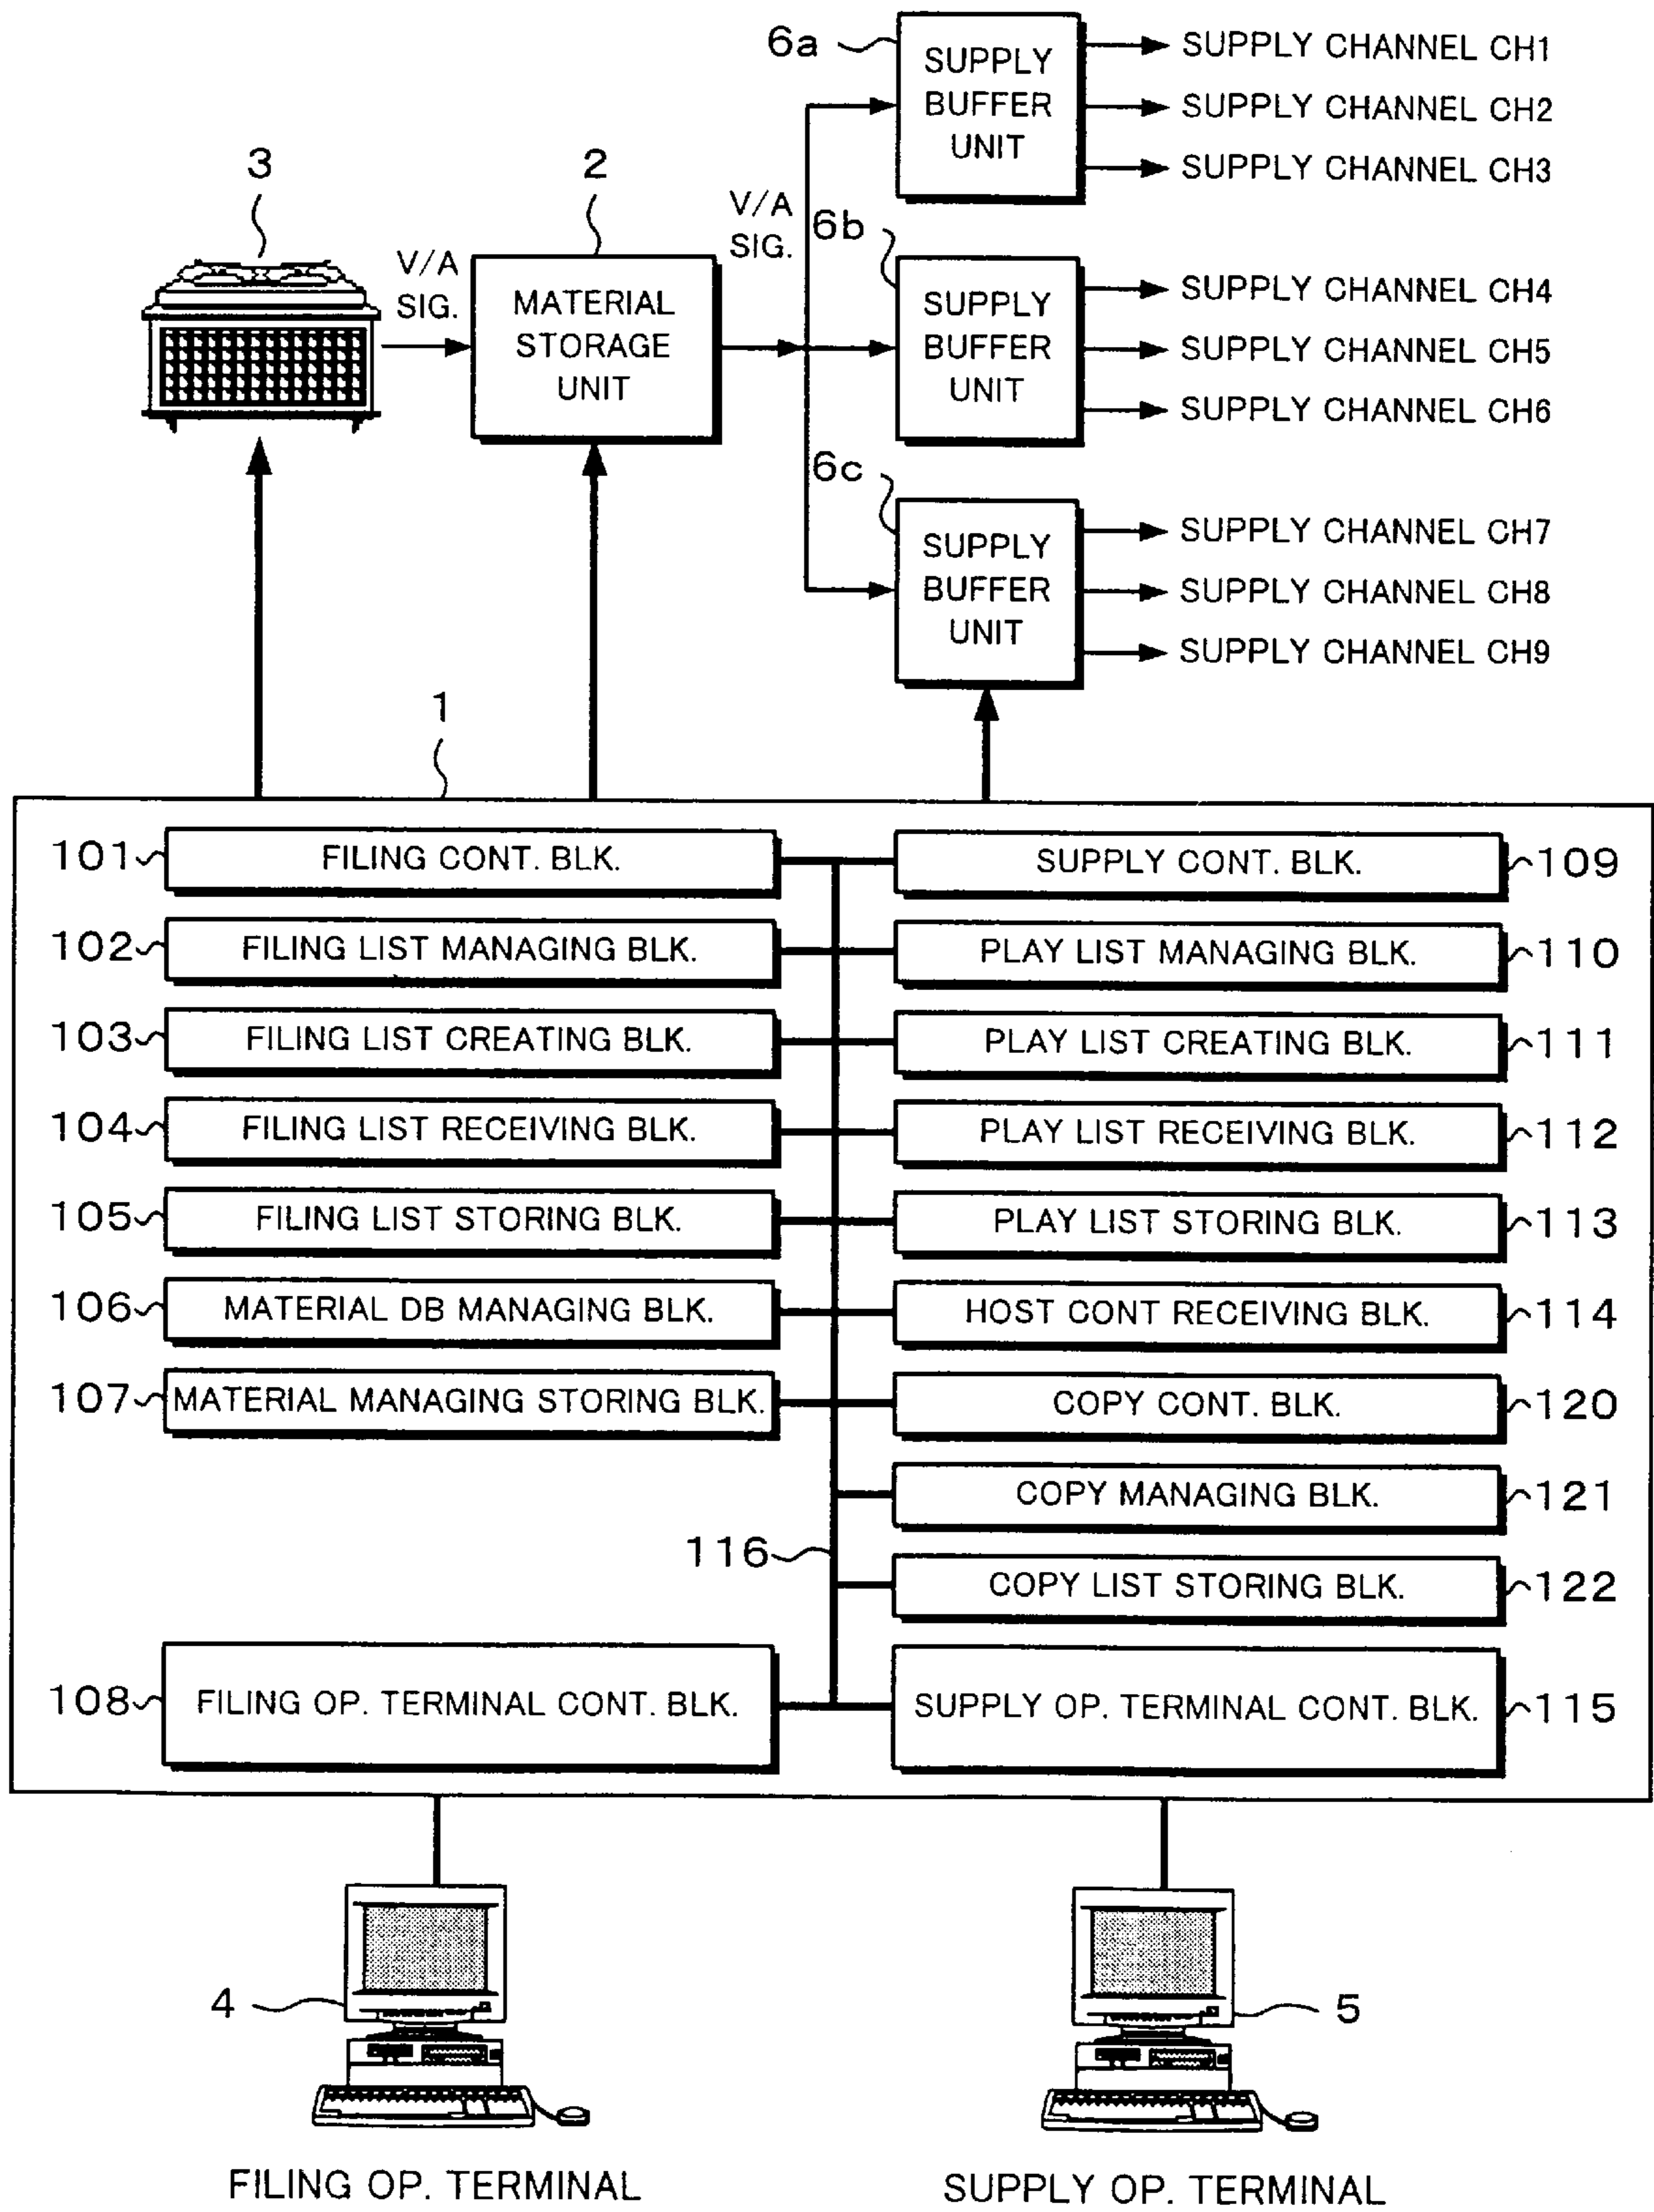 6a
SUPPLY
BUFFER
UNIT
SUPPLY CHANNEL CH1
SUPPLY CHANNEL CH2
SUPPLY CHANNEL CH3
3
V/A
SIG.
2
MATERIAL
STORAGE
UNIT
V/A
SIG.
6b
SUPPLY
BUFFER
UNIT
SUPPLY CHANNEL CH4
SUPPLY CHANNEL CH5
SUPPLY CHANNEL CH6
6c
SUPPLY
BUFFER
UNIT
SUPPLY CHANNEL CH7
SUPPLY CHANNEL CH8
SUPPLY CHANNEL CH9
1
101 FILING CONT. BLK.
SUPPLY CONT. BLK. 109
102 FILING LIST MANAGING BLK.
PLAY LIST MANAGING BLK. 110
103 FILING LIST CREATING BLK.
PLAY LIST CREATING BLK. 111
104 FILING LIST RECEIVING BLK.
PLAY LIST RECEIVING BLK. 112
105 FILING LIST STORING BLK.
PLAY LIST STORING BLK. 113
106 MATERIAL DB MANAGING BLK.
HOST CONT RECEIVING BLK. 114
107 MATERIAL MANAGING STORING BLK.
COPY CONT. BLK. 120
COPY MANAGING BLK. 121
116
COPY LIST STORING BLK. 122
108 FILING OP. TERMINAL CONT. BLK.
SUPPLY OP. TERMINAL CONT. BLK. 115
4
5
FILING OP. TERMINAL
SUPPLY OP. TERMINAL